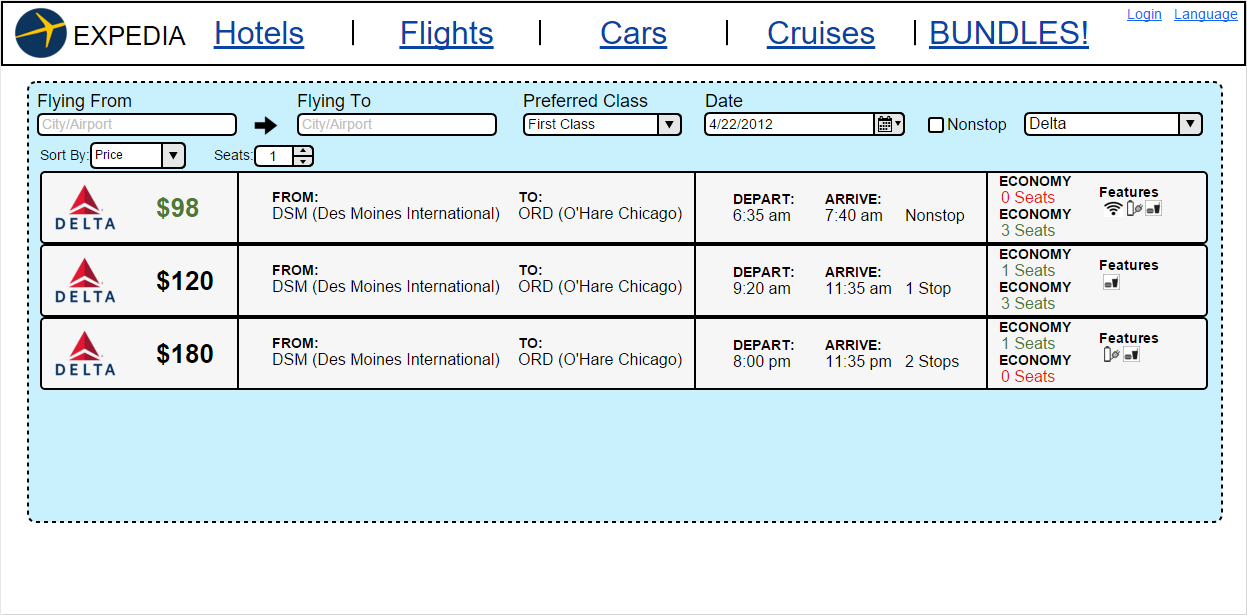 Login Language
EXPEDIA Hotels | Flights | Cars | Cruises | BUNDLES!
Flying From Flying To Preferred Class Date
City/Airport City/Airport First Class 4/22/2012 Nonstop Delta
Sort By: Price Seats: 1
DELTA $98
FROM: TO:
DSM (Des Moines International) ORD (O'Hare Chicago)
DEPART: ARRIVE:
6:35 am 7:40 am Nonstop
ECONOMY
0 Seats
ECONOMY
3 Seats
Features
DELTA $120
FROM: TO:
DSM (Des Moines International) ORD (O'Hare Chicago)
DEPART: ARRIVE:
9:20 am 11:35 am 1 Stop
ECONOMY
1 Seats
ECONOMY
3 Seats
Features
DELTA $180
FROM: TO:
DSM (Des Moines International) ORD (O'Hare Chicago)
DEPART: ARRIVE:
8:00 pm 11:35 pm 2 Stops
ECONOMY
1 Seats
ECONOMY
0 Seats
Features